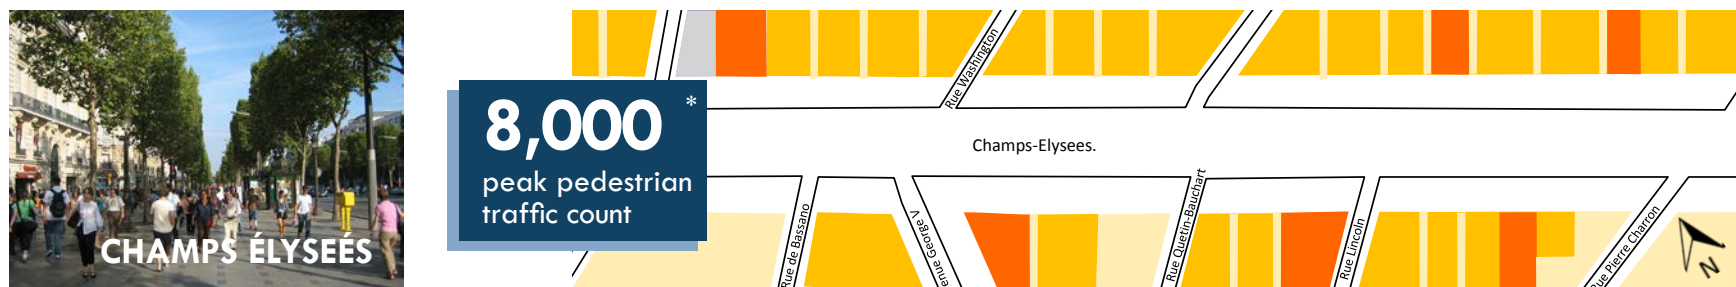 CHAMPS ÉLYSEÉS
8,000 *
peak pedestrian
traffic count
Rue Washington
Champs-Elysees.
Rue de Bassano
enue George V
Rue Quetin-Bauchart
Rue Lincoln
Rue Pierre Charron
N